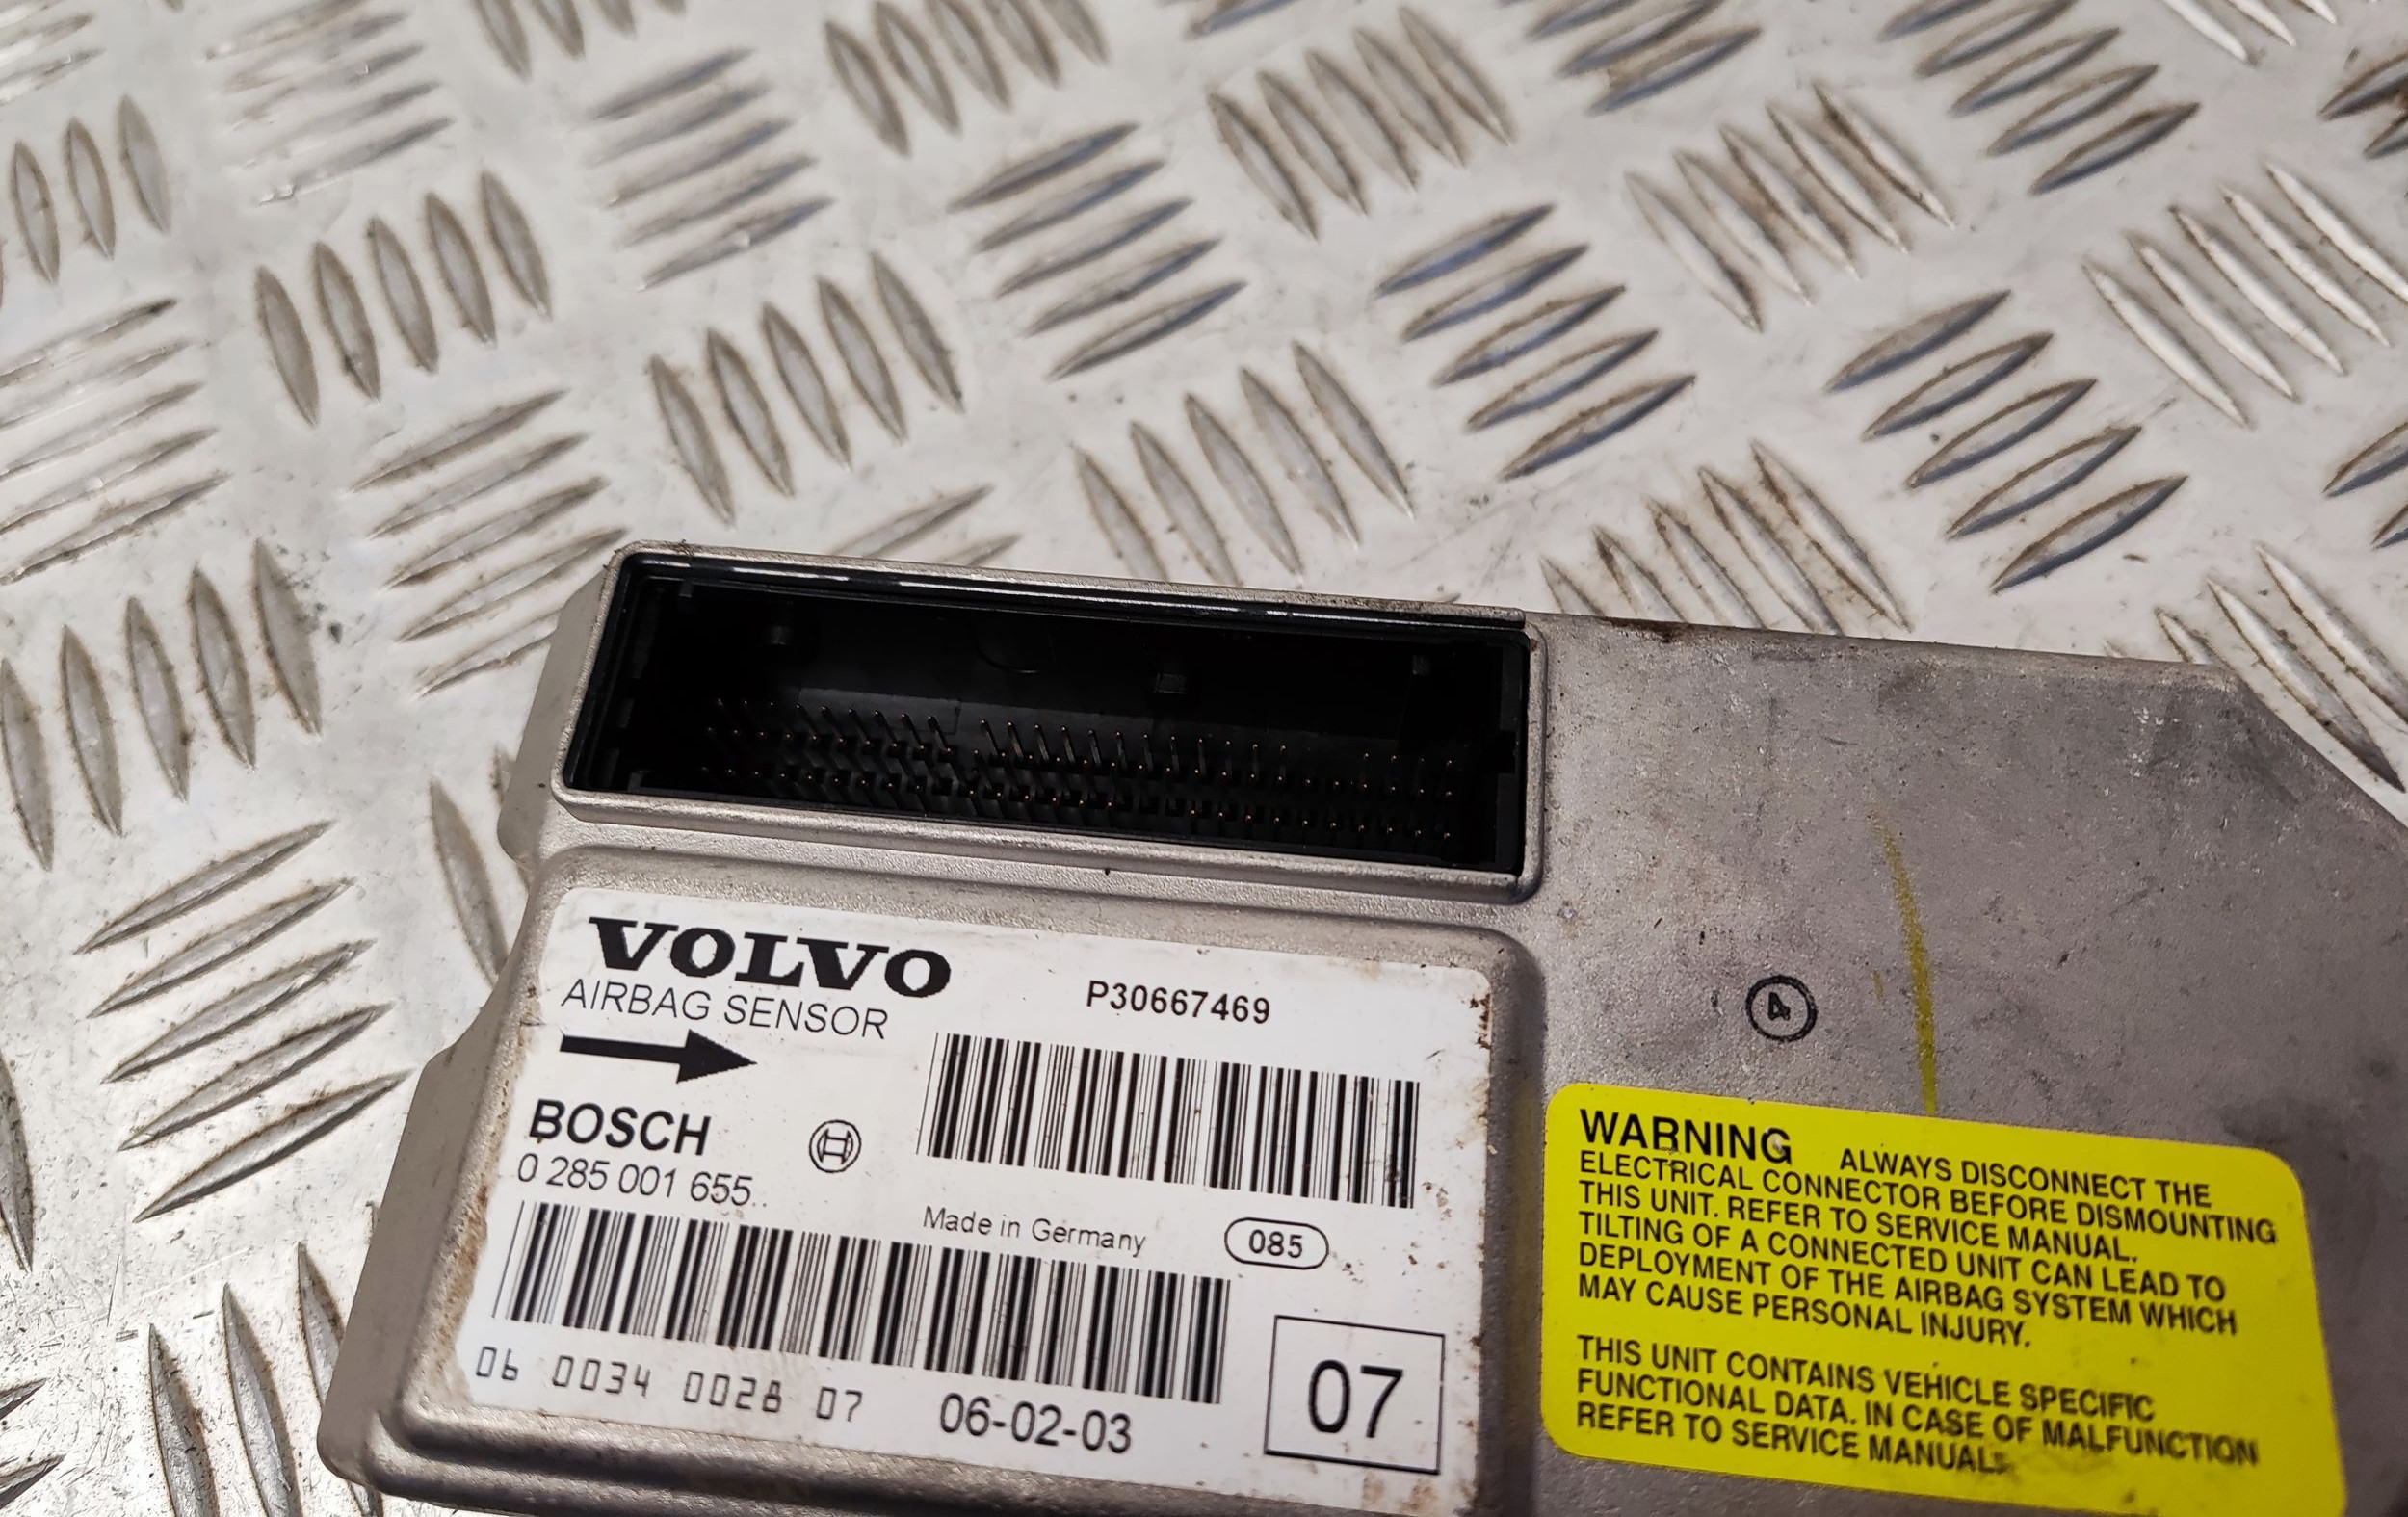 VOLVO
AIRBAG SENSOR
P30667469
BOSCH
0 285 001 655..
Made in Germany
085
06 0034 0028 07
06-02-03
07
4
WARNING ALWAYS DISCONNECT THE
ELECTRICAL CONNECTOR BEFORE DISMOUNTING
THIS UNIT. REFER TO SERVICE MANUAL.
TILTING OF A CONNECTED UNIT CAN LEAD TO
DEPLOYMENT OF THE AIRBAG SYSTEM WHICH
MAY CAUSE PERSONAL INJURY.
THIS UNIT CONTAINS VEHICLE SPECIFIC
FUNCTIONAL DATA. IN CASE OF MALFUNCTION
REFER TO SERVICE MANUAL.